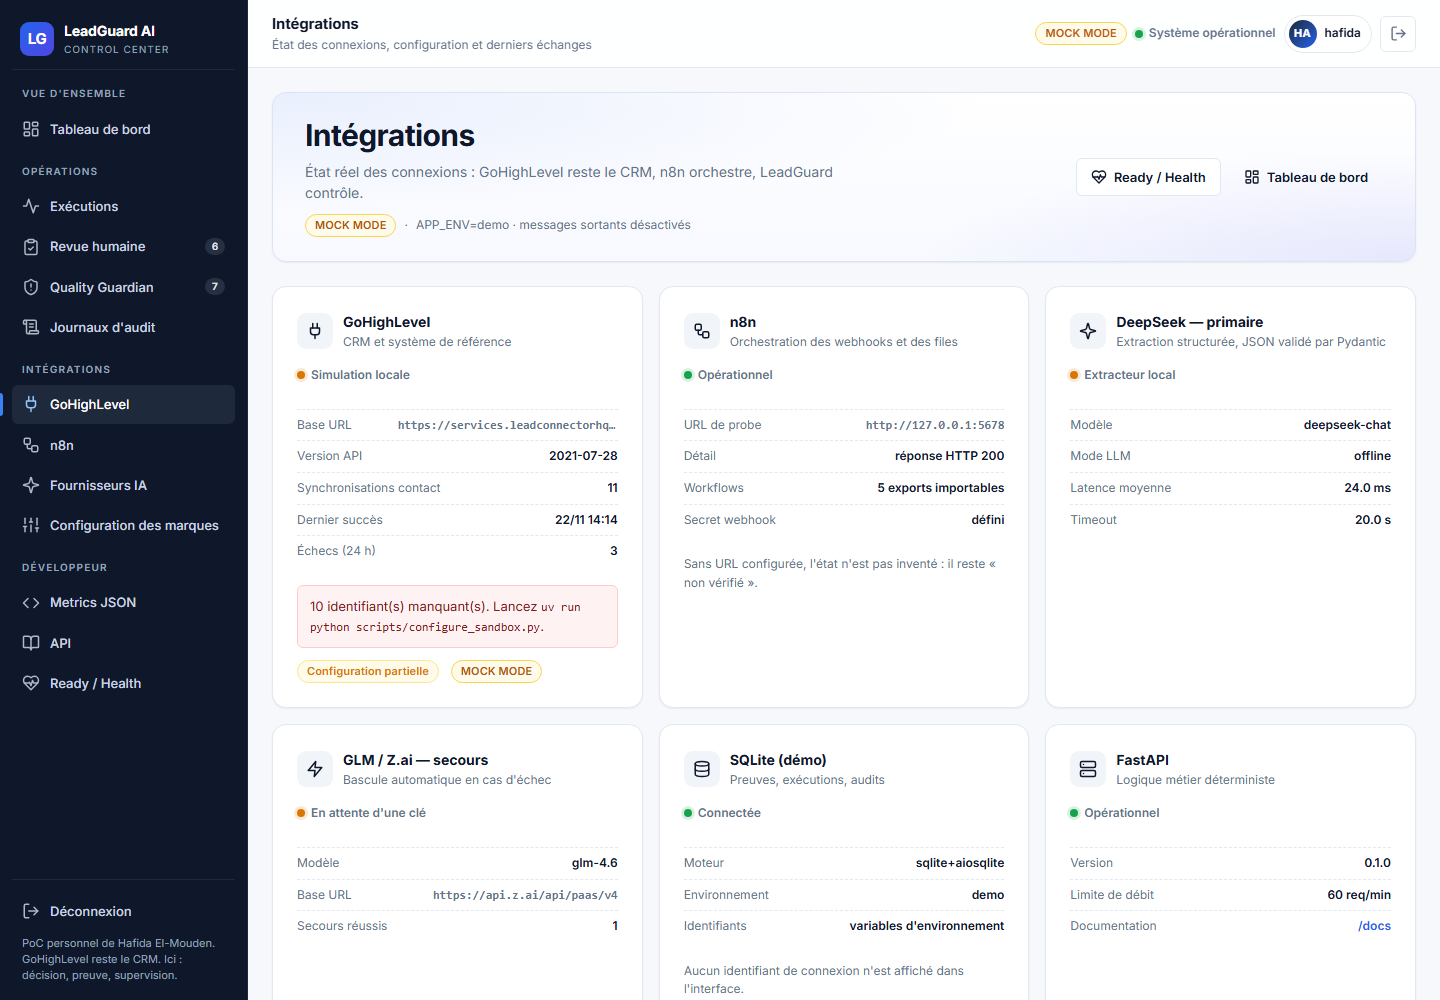 LG
LeadGuard AI
CONTROL CENTER
VUE D'ENSEMBLE
Tableau de bord
OPÉRATIONS
Exécutions
Revue humaine 6
Quality Guardian 7
Journaux d'audit
INTÉGRATIONS
GoHighLevel
n8n
Fournisseurs IA
Configuration des marques
DÉVELOPPEUR
Metrics JSON
API
Ready / Health
Déconnexion
PoC personnel de Hafida El-Mouden.
GoHighLevel reste le CRM. Ici :
décision, preuve, supervision.
Intégrations
État des connexions, configuration et derniers échanges
MOCK MODE
Système opérationnel
HA hafida
Intégrations
État réel des connexions : GoHighLevel reste le CRM, n8n orchestre, LeadGuard
contrôle.
MOCK MODE · APP_ENV=demo · messages sortants désactivés
Ready / Health
Tableau de bord
GoHighLevel
CRM et système de référence
Simulation locale
Base URL https://services.leadconnectorhq…
Version API 2021-07-28
Synchronisations contact 11
Dernier succès 22/11 14:14
Échecs (24 h) 3
10 identifiant(s) manquant(s). Lancez uv run
python scripts/configure_sandbox.py.
Configuration partielle MOCK MODE
n8n
Orchestration des webhooks et des files
Opérationnel
URL de probe http://127.0.0.1:5678
Détail réponse HTTP 200
Workflows 5 exports importables
Secret webhook défini
Sans URL configurée, l'état n'est pas inventé : il reste «
non vérifié ».
DeepSeek — primaire
Extraction structurée, JSON validé par Pydantic
Extracteur local
Modèle deepseek-chat
Mode LLM offline
Latence moyenne 24.0 ms
Timeout 20.0 s
GLM / Z.ai — secours
Bascule automatique en cas d'échec
En attente d'une clé
Modèle glm-4.6
Base URL https://api.z.ai/api/paas/v4
Secours réussis 1
SQLite (démo)
Preuves, exécutions, audits
Connectée
Moteur sqlite+aiosqlite
Environnement demo
Identifiants variables d'environnement
Aucun identifiant de connexion n'est affiché dans
l'interface.
FastAPI
Logique métier déterministe
Opérationnel
Version 0.1.0
Limite de débit 60 req/min
Documentation /docs